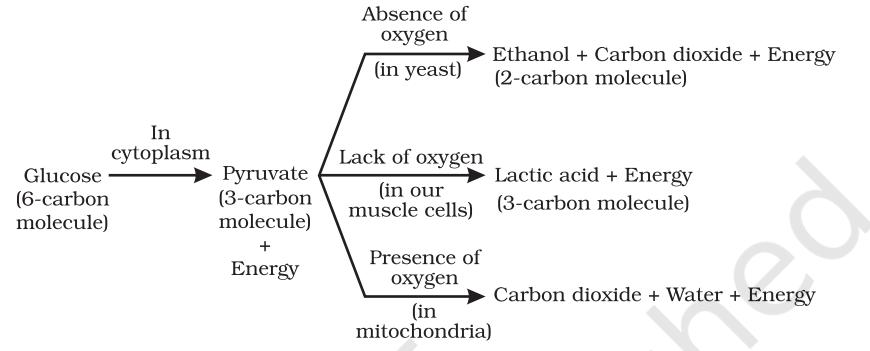 Absence of
oxygen
(in yeast)
Ethanol + Carbon dioxide + Energy
(2-carbon molecule)
In
cytoplasm
Glucose
(6-carbon
molecule)
Pyruvate
(3-carbon
molecule)
+
Energy
Lack of oxygen
(in our
muscle cells)
Lactic acid + Energy
(3-carbon molecule)
Presence of
oxygen
(in
mitochondria)
Carbon dioxide + Water + Energy